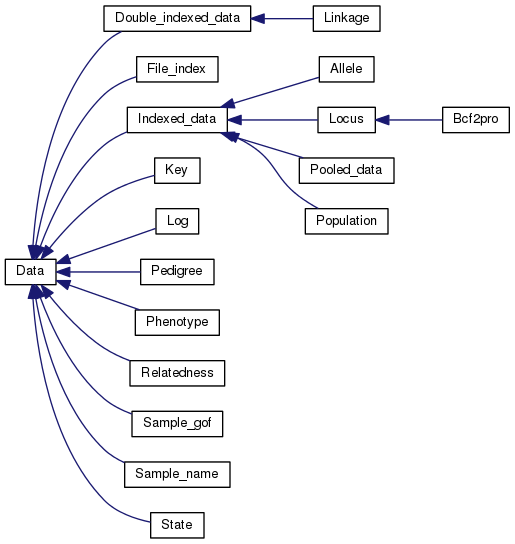 Double_indexed_data
Linkage
File_index
Allele
Indexed_data
Locus
Bcf2pro
Key
Pooled_data
Log
Population
Data
Pedigree
Phenotype
Relatedness
Sample_gof
Sample_name
State